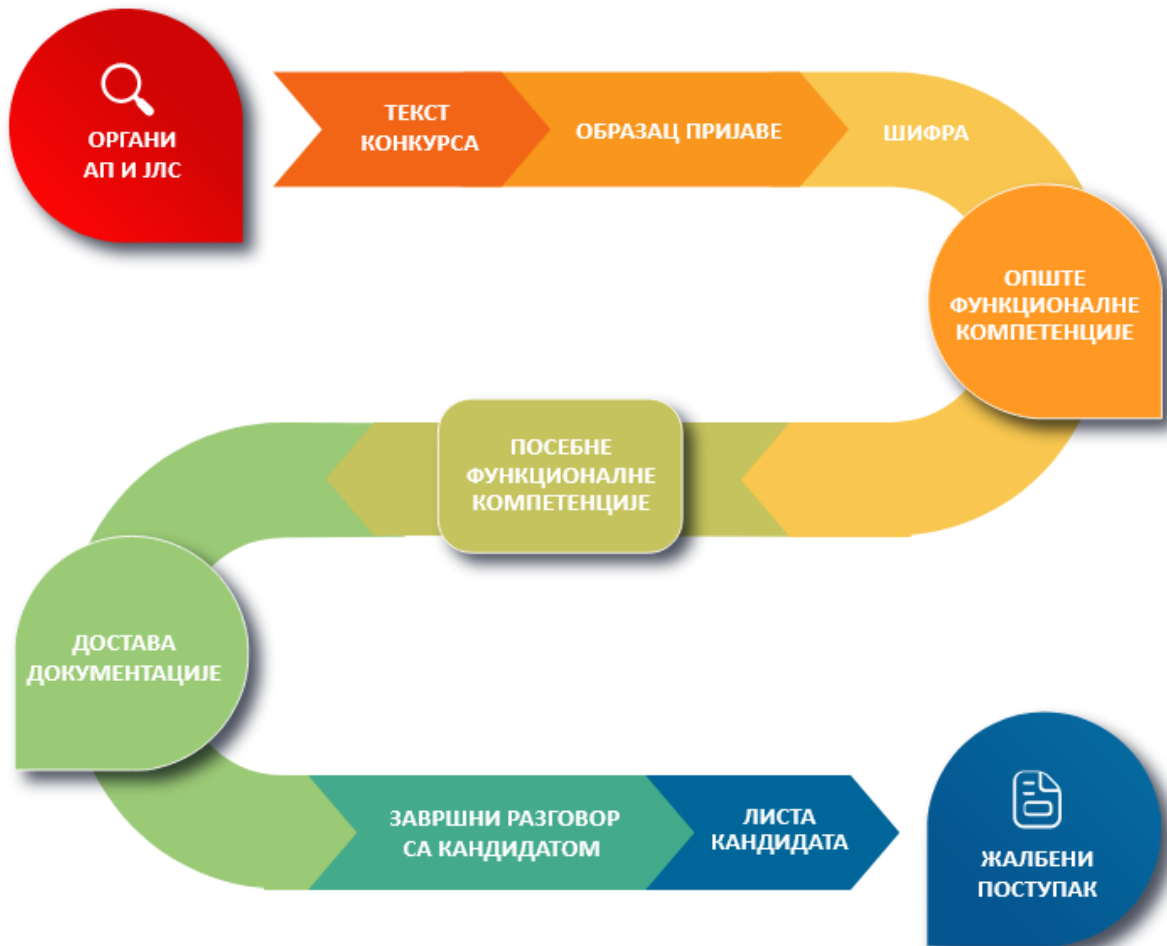 ОРГАНИ
АП И ЈЛС
ТЕКСТ
КОНКУРСА
ОБРАЗАЦ ПРИЈАВЕ
ШИФРА
ОПШТЕ
ФУНКЦИОНАЛНЕ
КОМПЕТЕНЦИЈЕ
ПОСЕБНЕ
ФУНКЦИОНАЛНЕ
КОМПЕТЕНЦИЈЕ
ДОСТАВА
ДОКУМЕНТАЦИЈЕ
ЗАВРШНИ РАЗГОВОР
СА КАНДИДАТОМ
ЛИСТА
КАНДИДАТА
ЖАЛБЕНИ
ПОСТУПАК